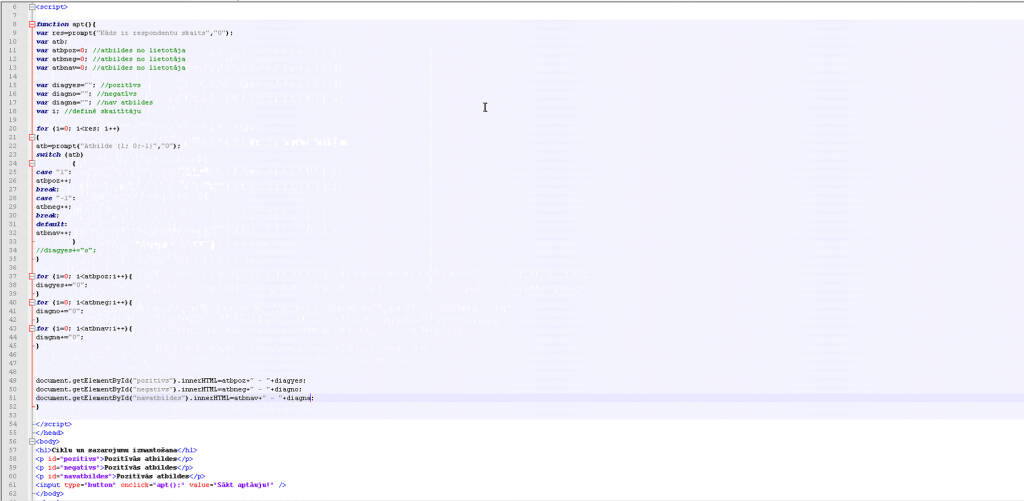 6 <script>
7
8 function apt(){
9 var res=prompt("Kāds ir respondentu skaits","0");
10 var atb;
11 var atbpoz=0; //atbildes no lietotāja
12 var atbneg=0; //atbildes no lietotāja
13 var atbnav=0; //atbildes no lietotāja
14
15 var diagyes=""; //pozitīvs
16 var diagno=""; //negatīvs
17 var diagna=""; //nav atbildes
18 var i; //definē skaitītāju
19
20 for (i=0; i<res; i++)
21 {
22 atb=prompt("Atbilde (1; 0;-1)","0");
23 switch (atb)
24 {
25 case "1":
26 atbpoz++;
27 break;
28 case "-1":
29 atbneg++;
30 break;
31 default:
32 atbnav++;
33 }
34 //diagyes+="o";
35 }
36
37 for (i=0; i<atbpoz;i++){
38 diagyes+="0";
39 }
40 for (i=0; i<atbneg;i++){
41 diagno+="0";
42 }
43 for (i=0; i<atbnav;i++){
44 diagna+="0";
45 }
46
47
48
49 document.getElementById("pozitivs").innerHTML=atbpoz+" - "+diagyes;
50 document.getElementById("negativs").innerHTML=atbneg+" - "+diagno;
51 document.getElementById("navatbildes").innerHTML=atbnav+" - "+diagna;
52 }
53
54 </script>
55 </head>
56 <body>
57 <h1>Ciklu un sazarojumu izmantošana</h1>
58 <p id="pozitivs">Pozitīvās atbildes</p>
59 <p id="negativs">Pozitīvās atbildes</p>
60 <p id="navatbildes">Pozitīvās atbildes</p>
61 <input type="button" onclick="apt();" value="Sākt aptauju!" />
62 </body>